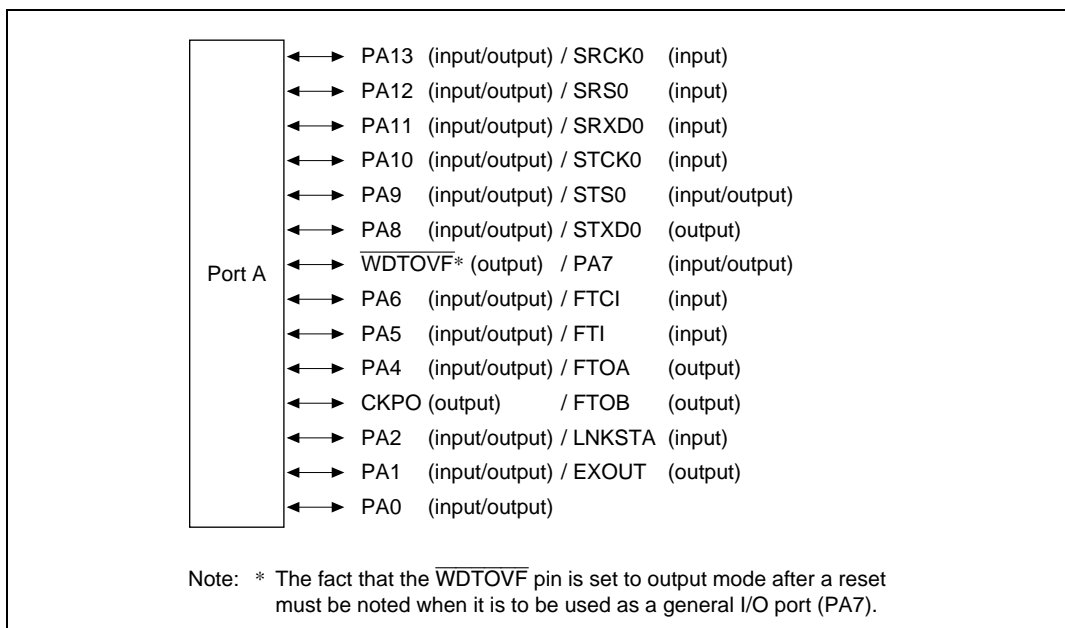 Port A
PA13 (input/output) / SRCK0 (input)
PA12 (input/output) / SRS0 (input)
PA11 (input/output) / SRXD0 (input)
PA10 (input/output) / STCK0 (input)
PA9 (input/output) / STS0 (input/output)
PA8 (input/output) / STXD0 (output)
WDTOVF* (output) / PA7 (input/output)
PA6 (input/output) / FTCI (input)
PA5 (input/output) / FTI (input)
PA4 (input/output) / FTOA (output)
CKPO (output) / FTOB (output)
PA2 (input/output) / LNKSTA (input)
PA1 (input/output) / EXOUT (output)
PA0 (input/output)
Note: * The fact that the WDTOVF pin is set to output mode after a reset
must be noted when it is to be used as a general I/O port (PA7).